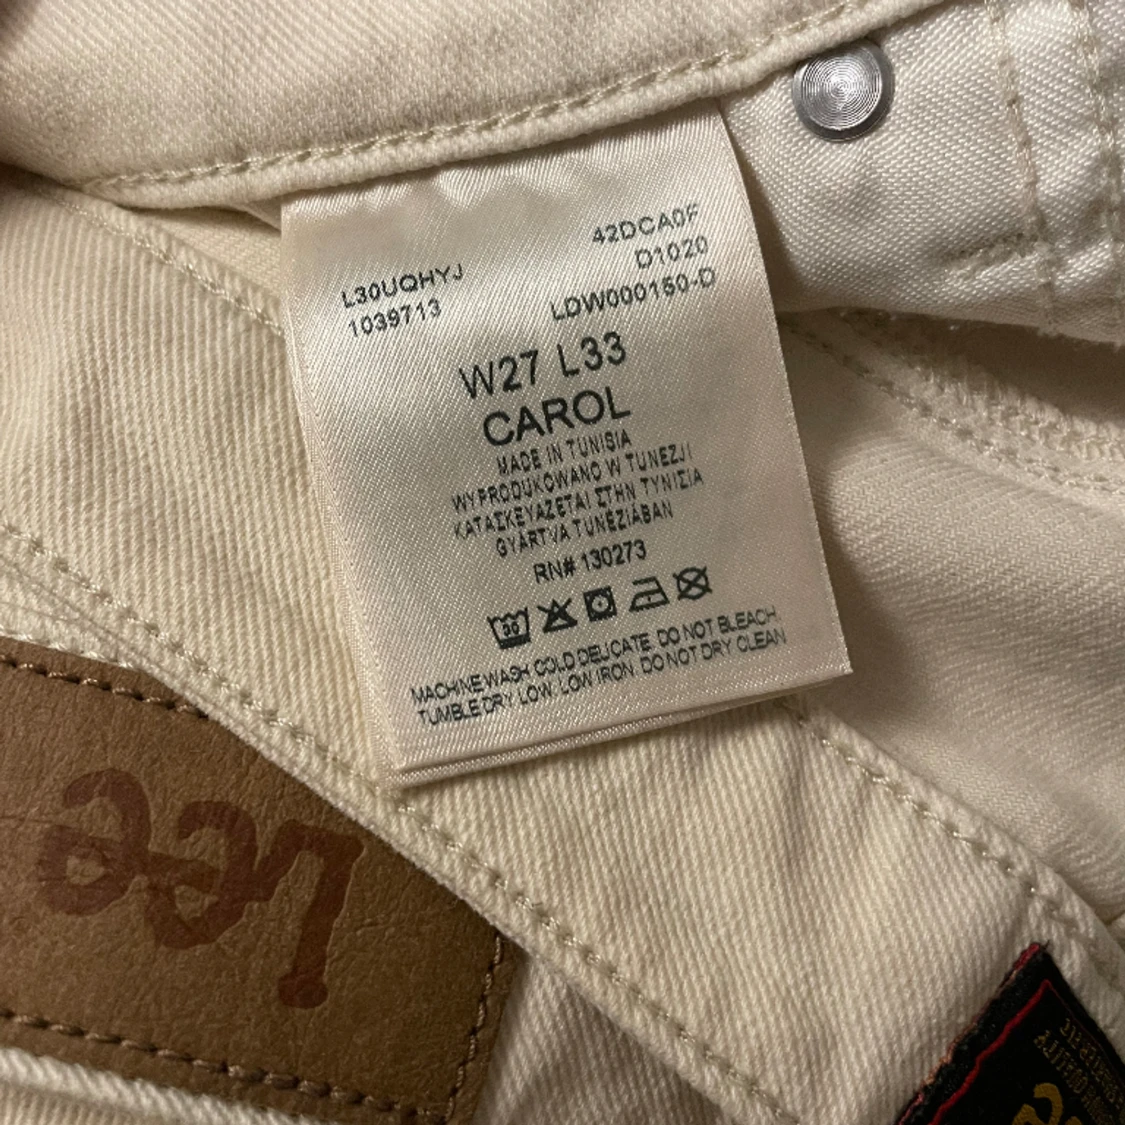 42DCA0F
L30UQHYJ D1020
1039713 LDW000150-D
W27 L33
CAROL
MADE IN TUNISIA
WYPRODUKOWANO W TUNEZJI
ΚΑΤΑΣΚΕΥΑΖΕΤΑΙ ΣΤΗΝ ΤΥΝΙΣΙΑ
GYÁRTVA TUNÉZIÁBAN
RN# 130273
30
MACHINE WASH COLD DELICATE. DO NOT BLEACH.
TUMBLE DRY LOW. LOW IRON. DO NOT DRY CLEAN.
Lee